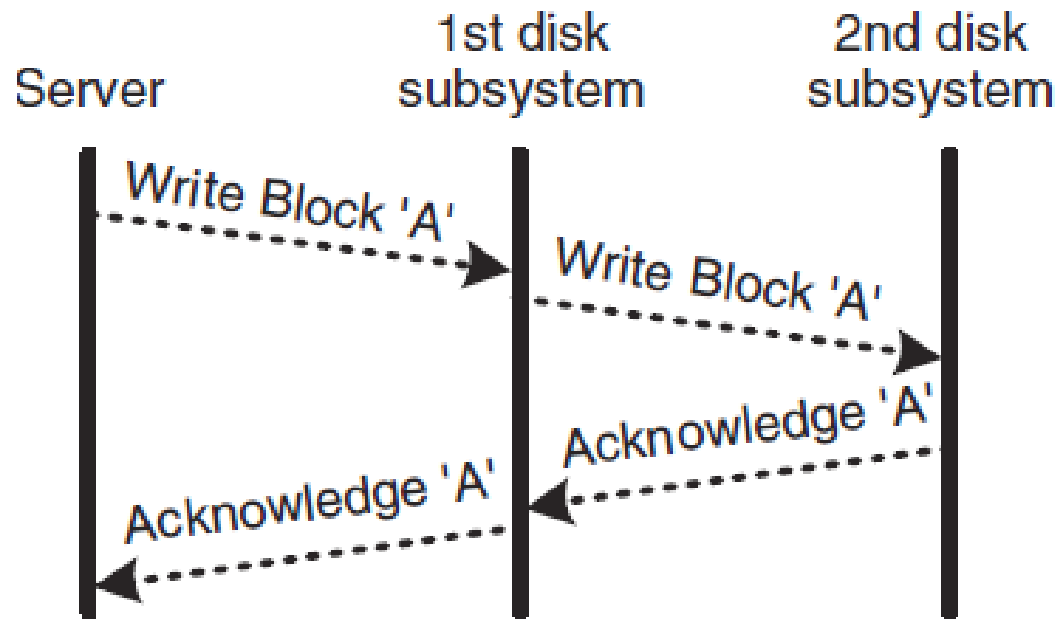 Server
1st disk
subsystem
2nd disk
subsystem
Write Block 'A'
Write Block 'A'
Acknowledge 'A'
Acknowledge 'A'